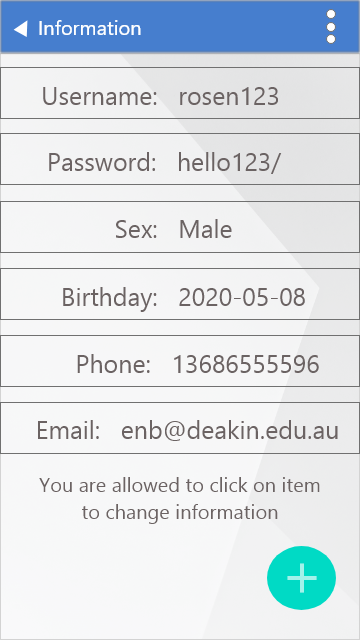 Information
Username: rosen123
Password: hello123/
Sex: Male
Birthday: 2020-05-08
Phone: 13686555596
Email: enb@deakin.edu.au
You are allowed to click on item
to change information